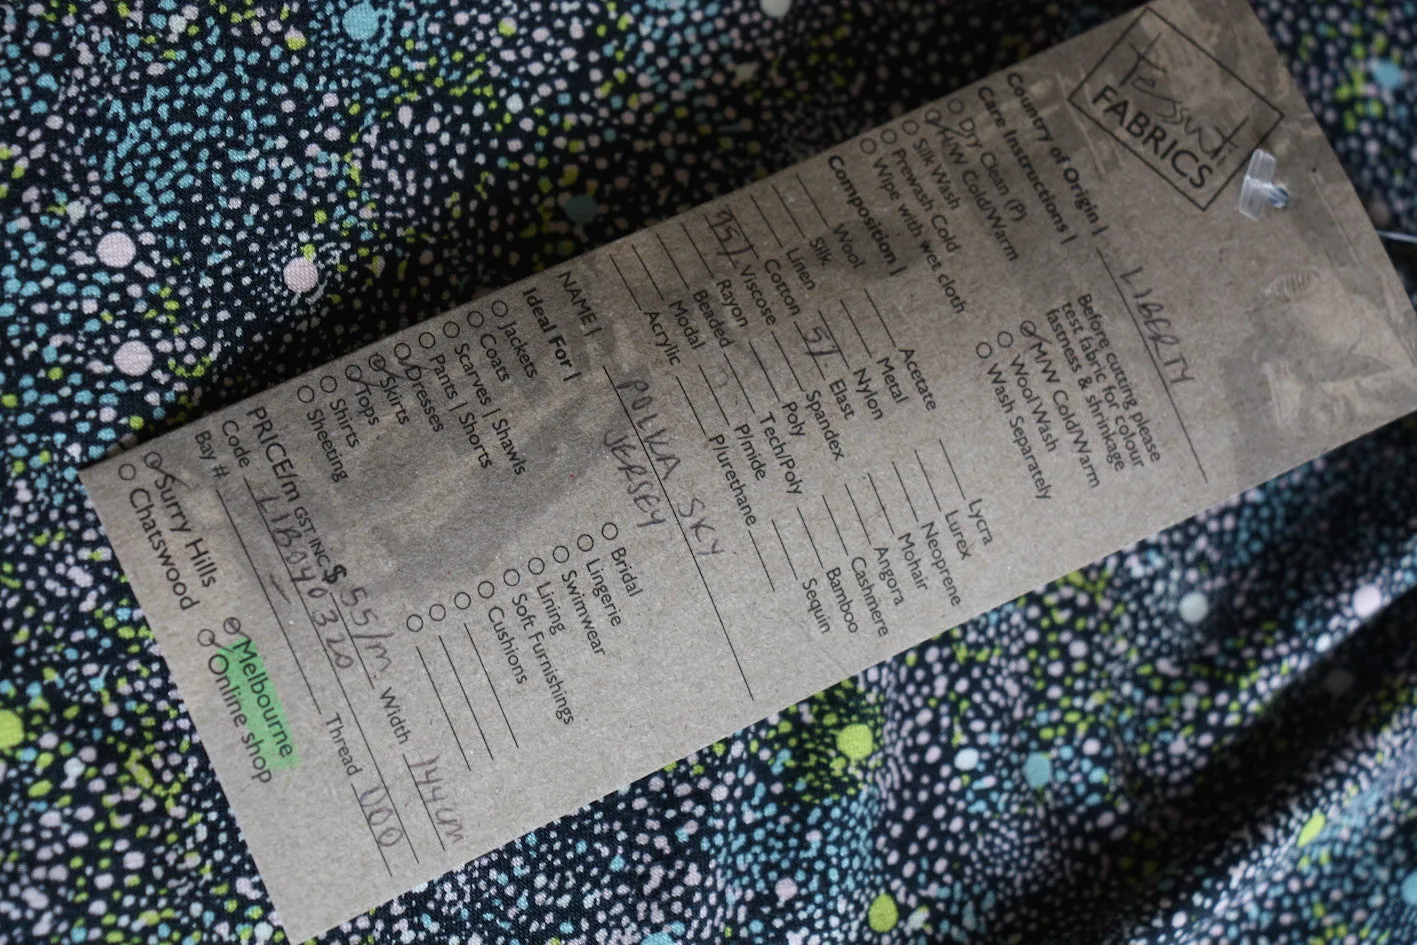 Tessuti
FABRICS
Country of Origin | LIBERTY
Care Instructions |
Dry Clean (P)
H/W Cold/Warm
Silk Wash
Prewash Cold
Wipe with wet cloth
Before cutting please
test fabric for colour
fastness & shrinkage
M/W Cold/Warm
Wool Wash
Wash Separately
Composition |
Wool Acetate Lycra
Silk Metal Lurex
Linen Nylon Neoprene
Cotton 5% Elast Mohair
95% Viscose Spandex Angora
Rayon Poly Cashmere
Beaded Tech/Poly Bamboo
Modal P/mide Sequin
Acrylic P/urethane
NAME | POLKA SKY
JERSEY
Ideal For |
Jackets Bridal
Coats Lingerie
Scarves | Shawls Swimwear
Pants | Shorts Lining
Dresses Soft Furnishings
Skirts Cushions
Tops
Shirts
Sheeting
PRICE/m GST INC $ 55/m Width 144cm
Code LIB04040320
Bay # Thread 000
Surry Hills Melbourne
Chatswood Online shop